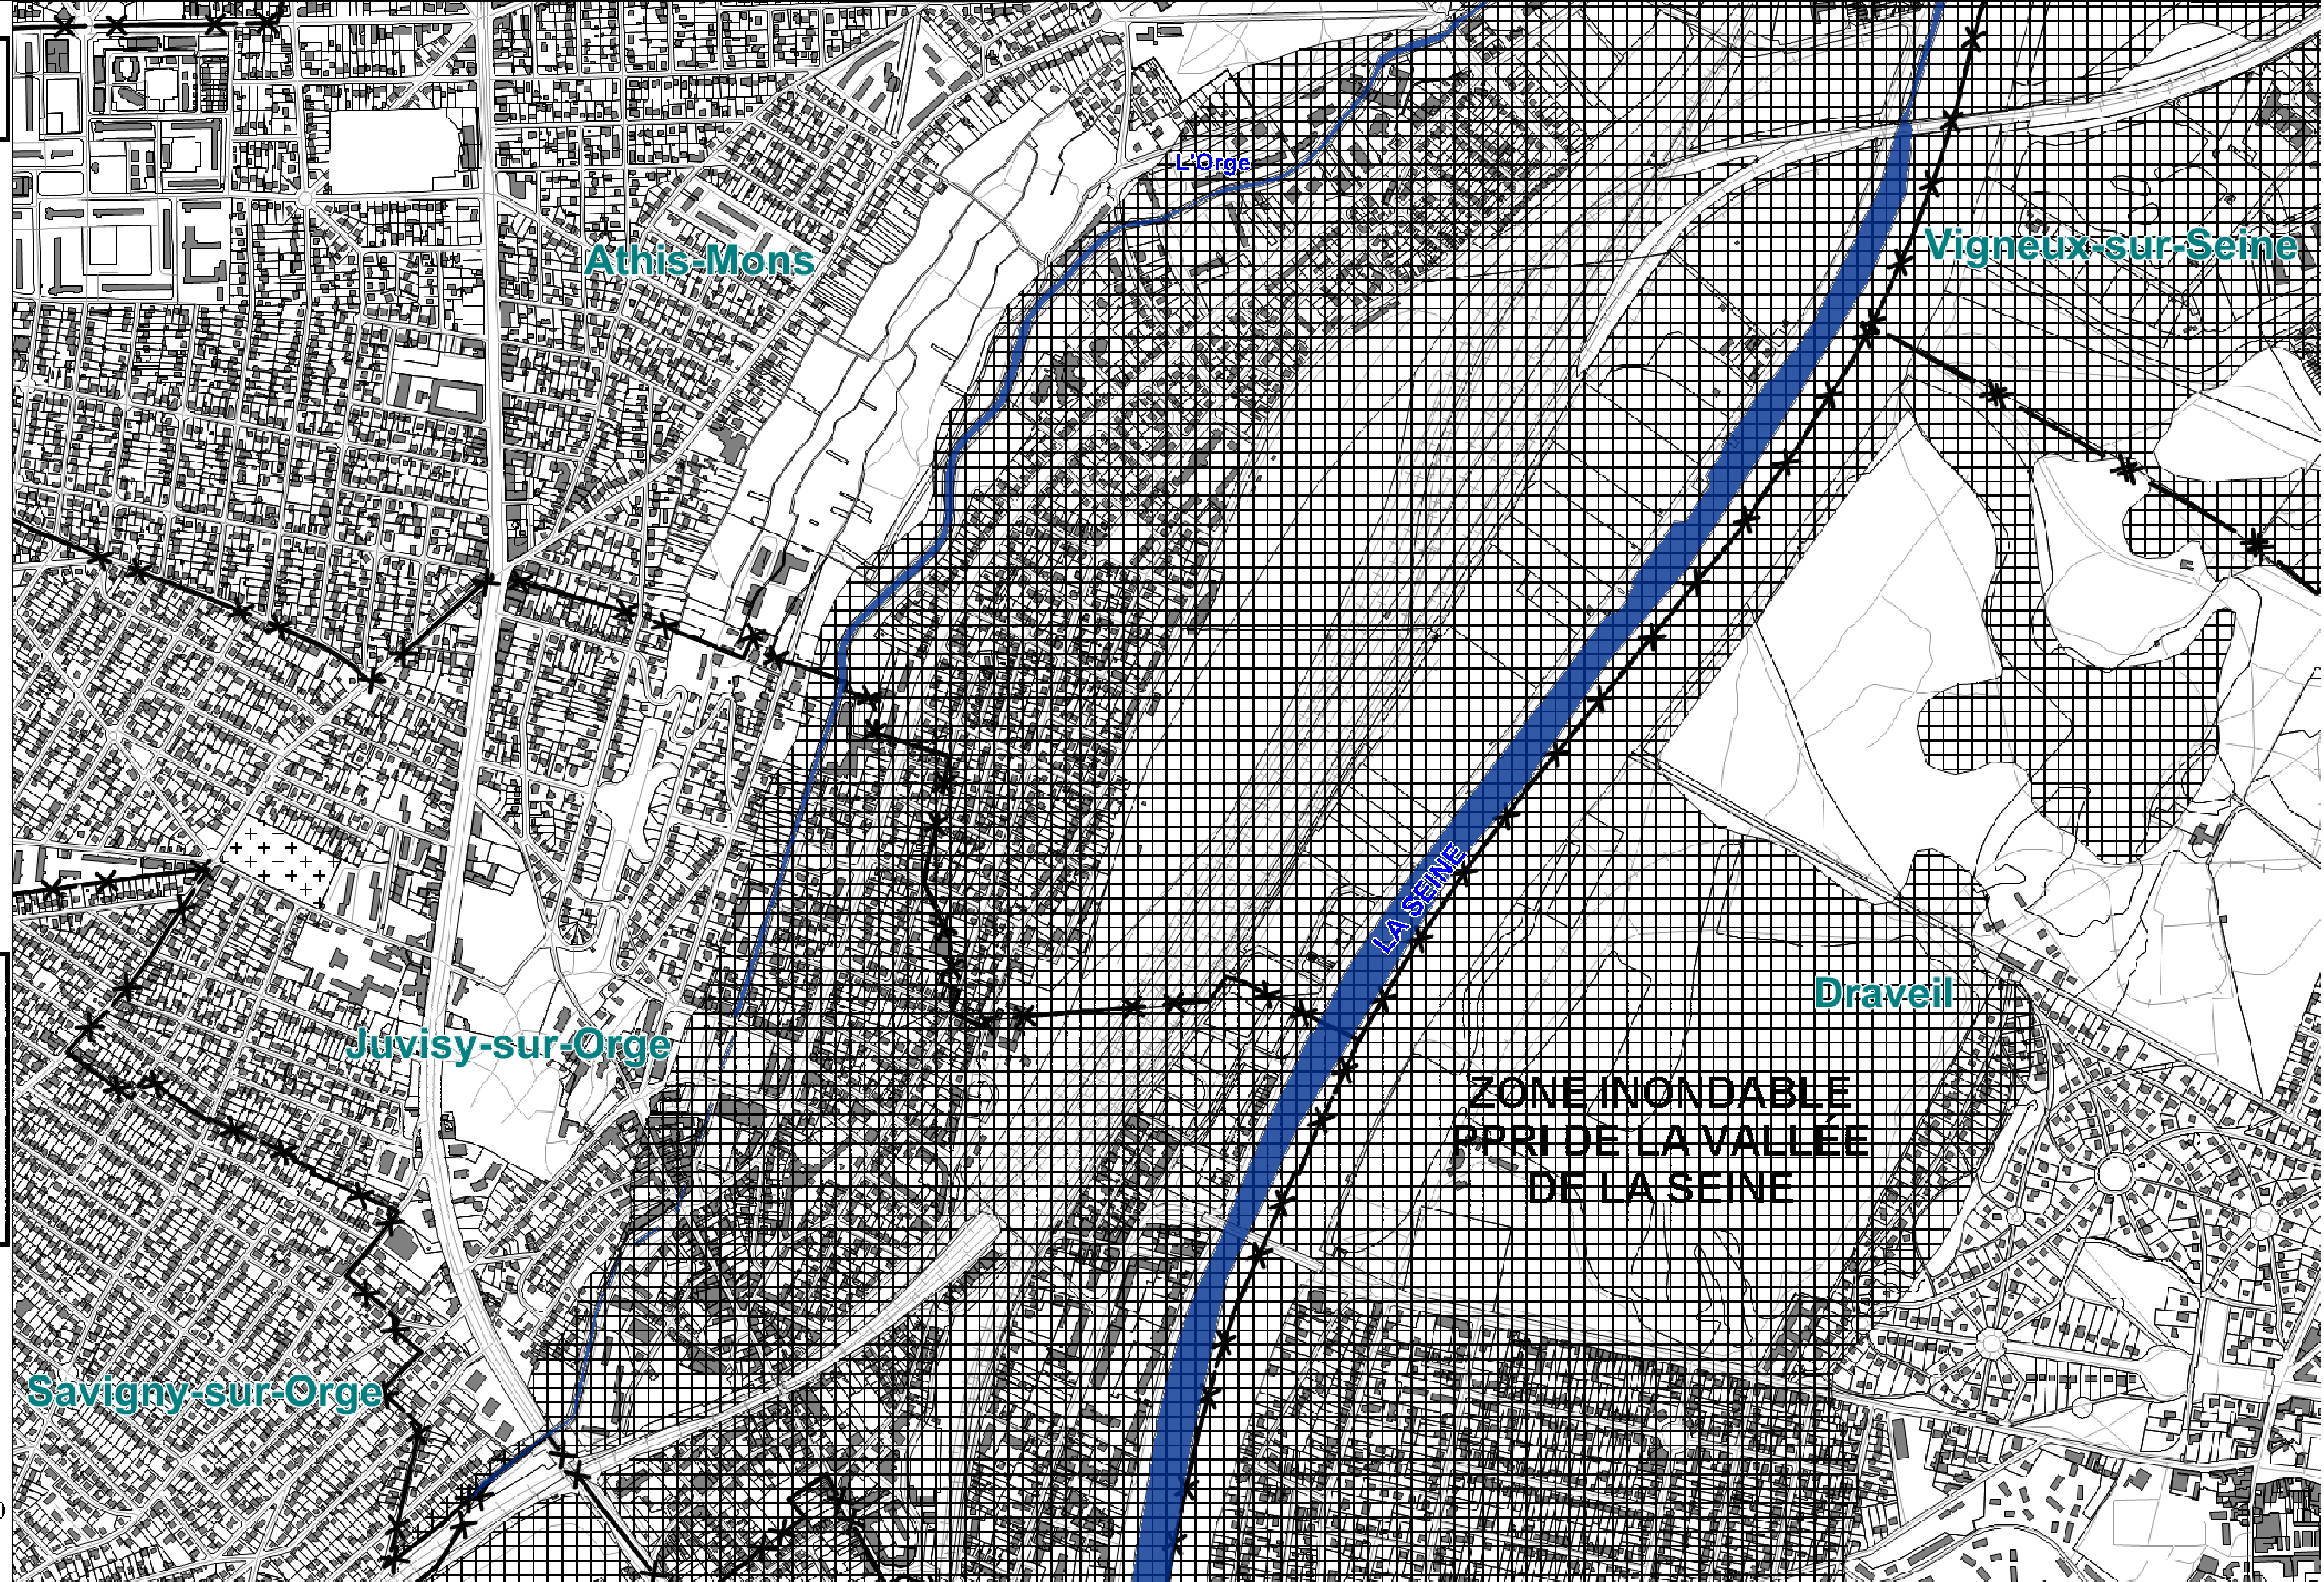 L'Orge
Athis-Mons
Vigneux-sur-Seine
LA SEINE
Draveil
Juvisy-sur-Orge
ZONE INONDABLE
PPRI DE LA VALLÉE
DE LA SEINE
Savigny-sur-Orge